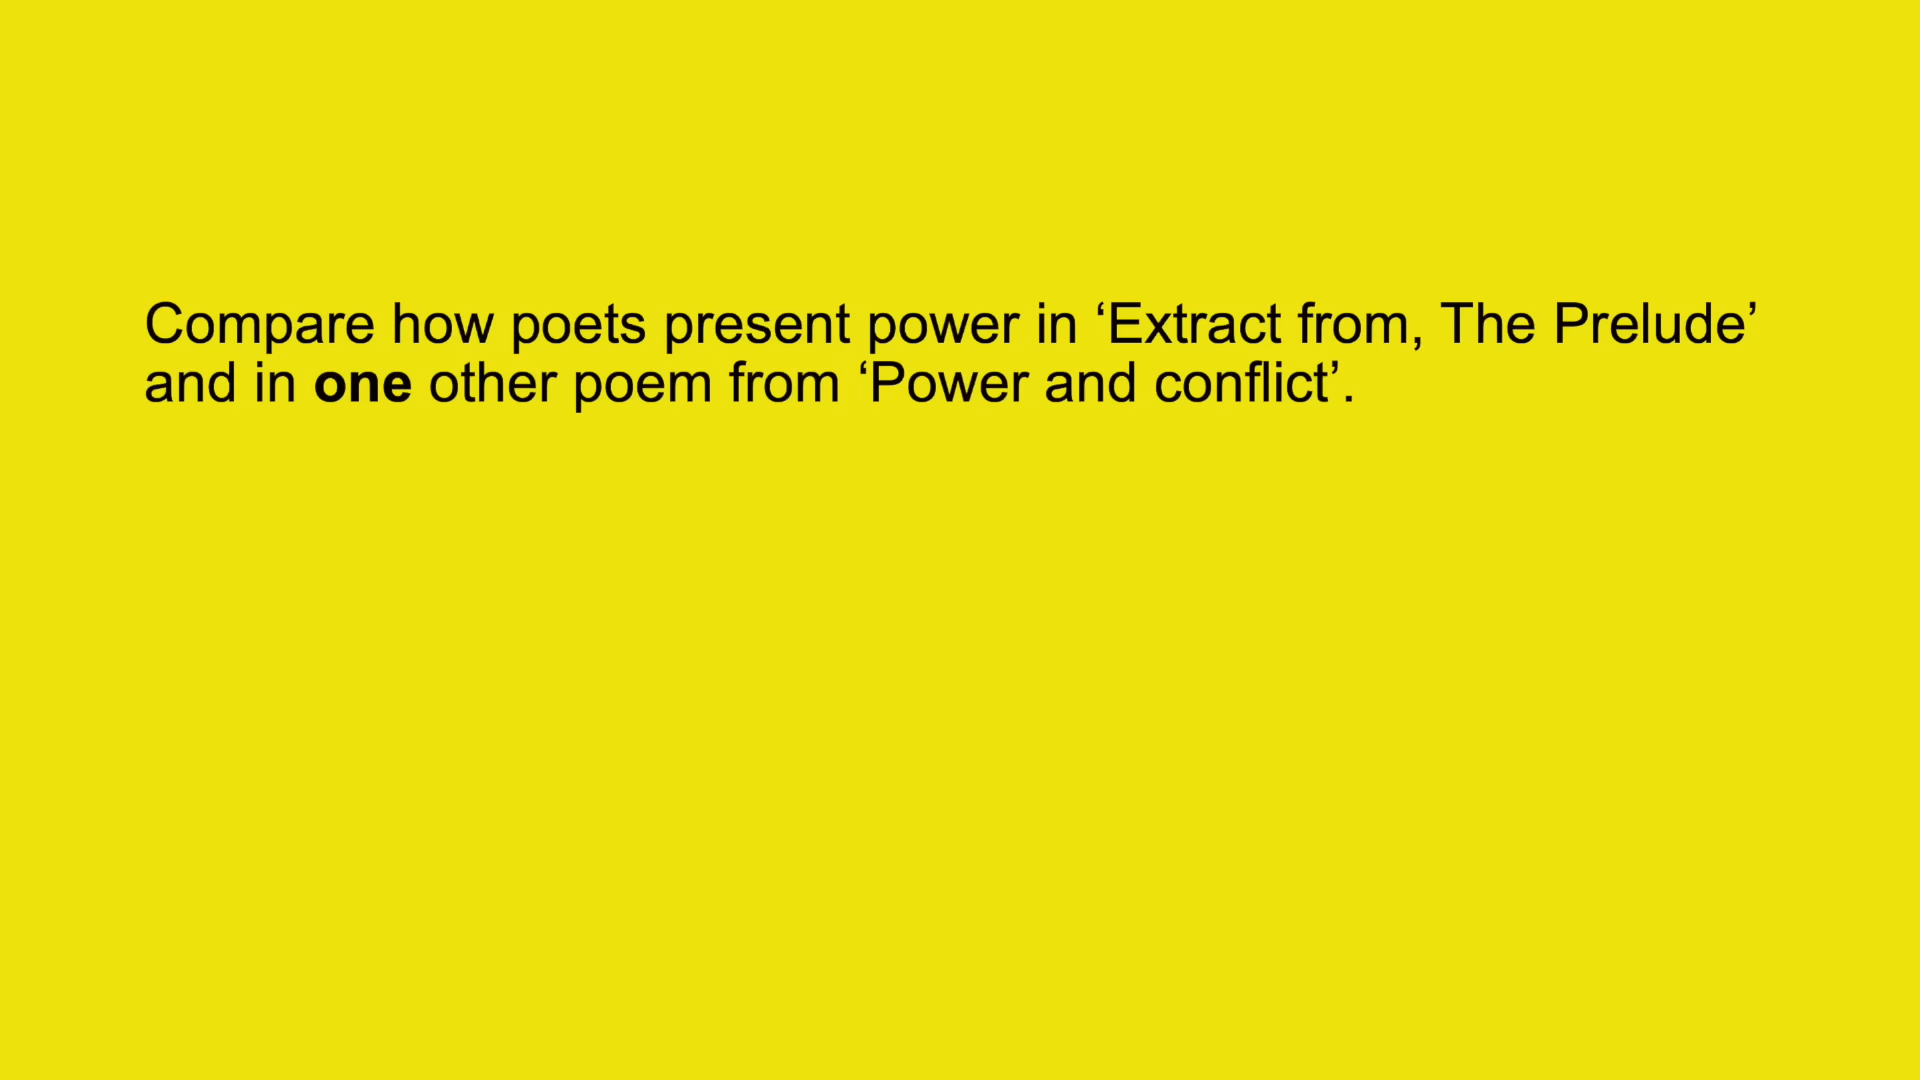 Compare how poets present power in ‘Extract from, The Prelude’
and in one other poem from ‘Power and conflict’.